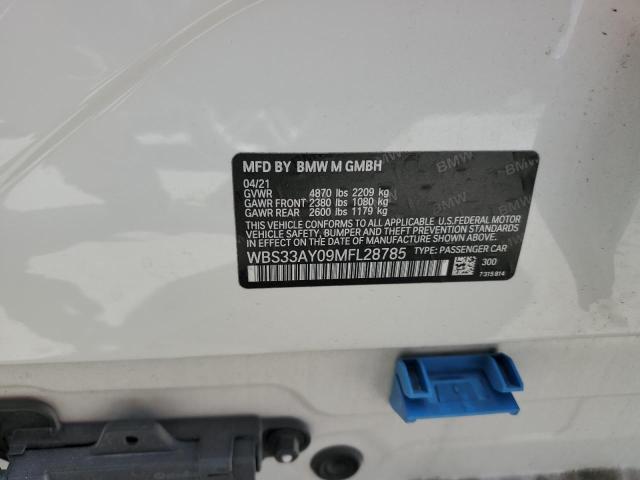 MFD BY BMW M GMBH
04/21
GVWR 4870 lbs 2209 kg
GAWR FRONT 2380 lbs 1080 kg
GAWR REAR 2600 lbs 1179 kg
THIS VEHICLE CONFORMS TO ALL APPLICABLE U.S.FEDERAL MOTOR
VEHICLE SAFETY, BUMPER AND THEFT PREVENTION STANDARDS
IN EFFECT ON THE DATE OF MANUFACTURE SHOWN ABOVE.
WBS33AY09MFL28785 TYPE: PASSENGER CAR
300
7315814